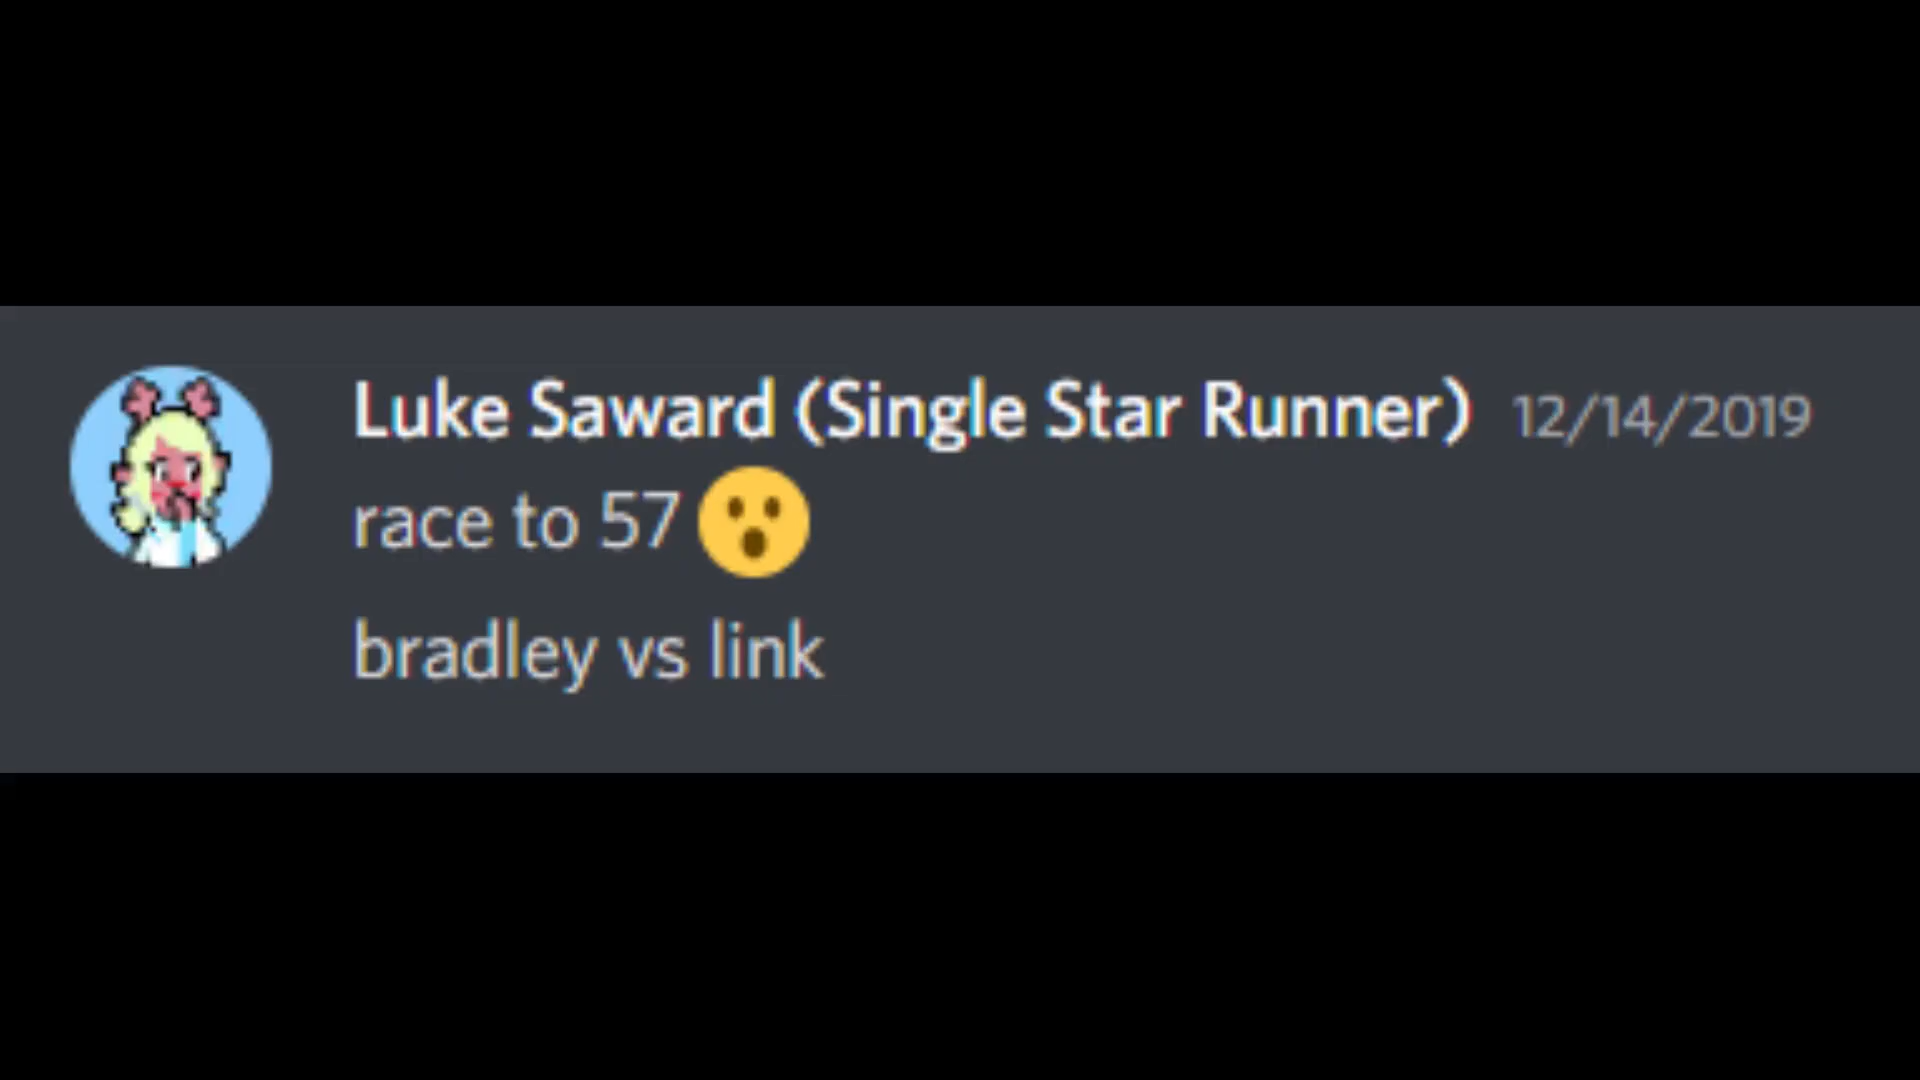 Luke Saward (Single Star Runner) 12/14/2019
race to 57 😮
bradley vs link